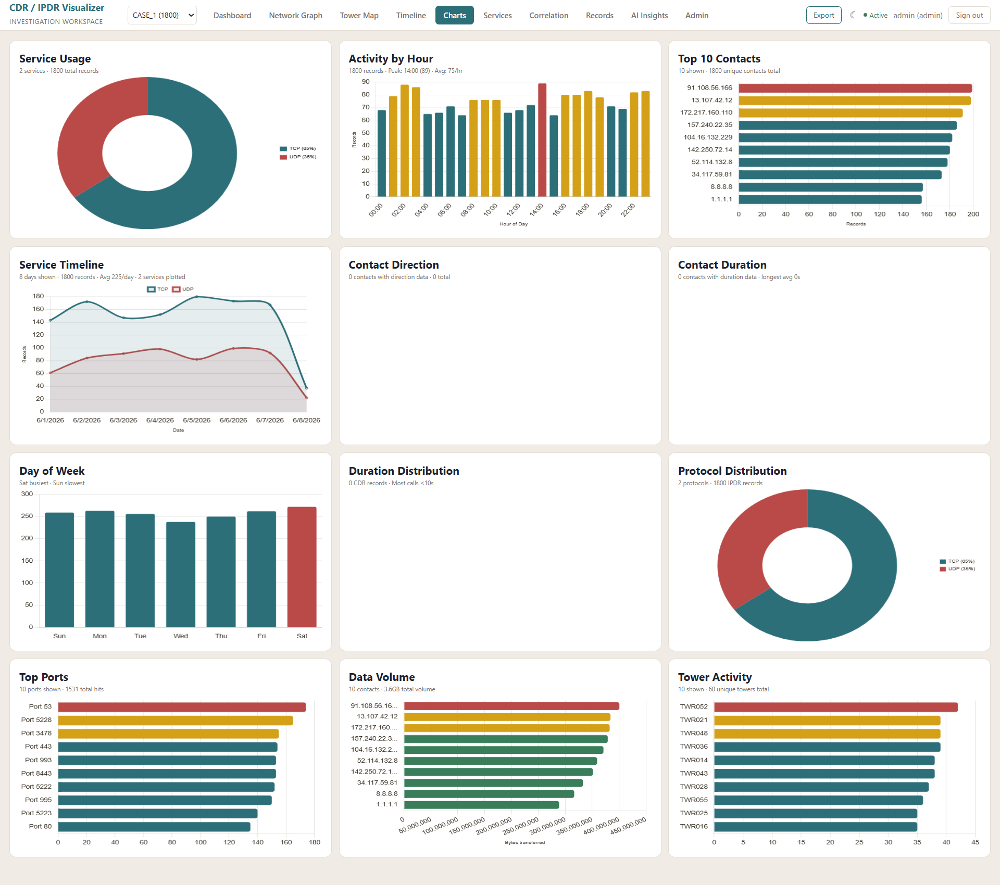 CDR / IPDR Visualizer
INVESTIGATION WORKSPACE
CASE_1 (1800)
Dashboard
Network Graph
Tower Map
Timeline
Charts
Services
Correlation
Records
AI Insights
Admin
Export
Active
admin (admin)
Sign out
Service Usage
2 services · 1800 total records
TCP (65%)
UDP (35%)
Activity by Hour
1800 records · Peak: 14:00 (89) · Avg: 75/hr
90
80
70
60
50
40
30
20
10
0
Records
00:00
02:00
04:00
06:00
08:00
10:00
12:00
14:00
16:00
18:00
20:00
22:00
Hour of Day
Top 10 Contacts
10 shown · 1800 unique contacts total
91.108.56.166
13.107.42.12
172.217.160.110
157.240.22.35
104.16.132.229
142.250.72.14
52.114.132.8
34.117.59.81
8.8.8.8
1.1.1.1
0 20 40 60 80 100 120 140 160 180 200
Records
Service Timeline
8 days shown · 1800 records · Avg 225/day · 2 services plotted
TCP UDP
180
160
140
120
100
80
60
40
20
0
Records
6/1/2026 6/2/2026 6/3/2026 6/4/2026 6/5/2026 6/6/2026 6/7/2026 6/8/2026
Date
Contact Direction
0 contacts with direction data · 0 total
Contact Duration
0 contacts with duration data · longest avg 0s
Day of Week
Sat busiest · Sun slowest
300
250
200
150
100
50
0
Sun Mon Tue Wed Thu Fri Sat
Duration Distribution
0 CDR records · Most calls <10s
Protocol Distribution
2 protocols · 1800 IPDR records
TCP (65%)
UDP (35%)
Top Ports
10 ports shown · 1531 total hits
Port 53
Port 5228
Port 3478
Port 443
Port 993
Port 8443
Port 5222
Port 995
Port 5223
Port 80
0 20 40 60 80 100 120 140 160 180
Data Volume
10 contacts · 3.6GB total volume
91.108.56.16...
13.107.42.12
172.217.160....
157.240.22.3...
104.16.132.2...
52.114.132.8
142.250.72.1...
34.117.59.81
8.8.8.8
1.1.1.1
0
50,000,000
100,000,000
150,000,000
200,000,000
250,000,000
300,000,000
350,000,000
400,000,000
450,000,000
Bytes transferred
Tower Activity
10 shown · 60 unique towers total
TWR052
TWR021
TWR048
TWR036
TWR014
TWR043
TWR028
TWR055
TWR025
TWR016
0 5 10 15 20 25 30 35 40 45